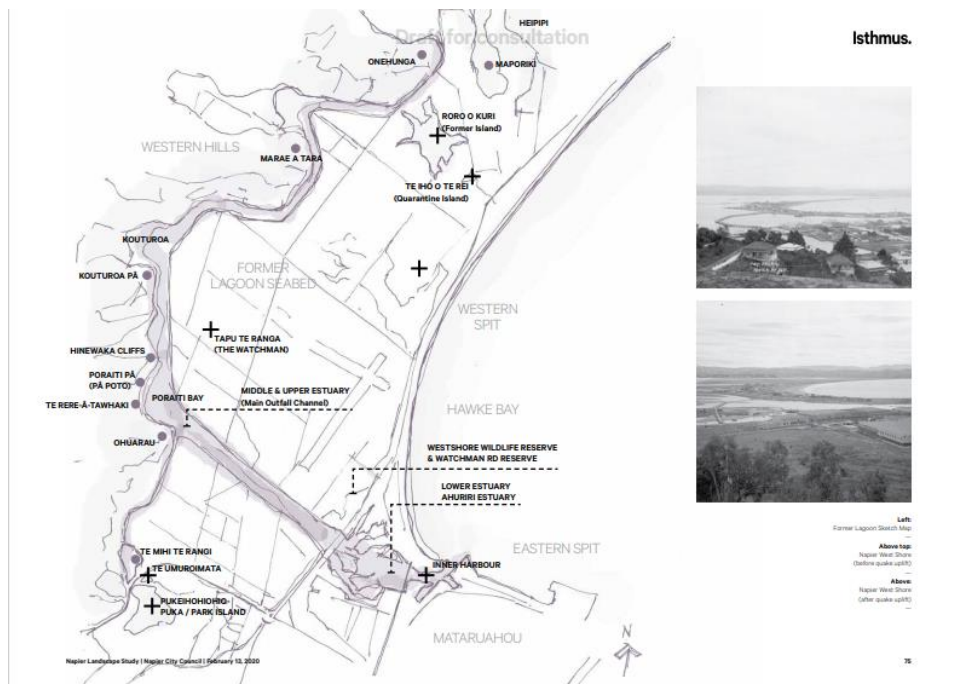 Draft for consultation
Isthmus.
HEIPIPI
ONEHUNGA
MAPORIKI
RORO O KURI
(Former Island)
WESTERN HILLS
MARAE A TARA
TE IHO O TE REI
(Quarantine Island)
KOUTUROA
KOUTUROA PĀ
FORMER
LAGOON SEABED
WESTERN
SPIT
TAPU TE RANGA
(THE WATCHMAN)
HINEWAKA CLIFFS
PORAITI PĀ
(PĀ POTO)
MIDDLE & UPPER ESTUARY
(Main Outfall Channel)
PORAITI BAY
TE RERE-Ā-TAWHAKI
HAWKE BAY
OHUARAU
WESTSHORE WILDLIFE RESERVE
& WATCHMAN RD RESERVE
LOWER ESTUARY
AHURIRI ESTUARY
EASTERN SPIT
TE MIHI TE RANGI
TE UMUROIMATA
INNER HARBOUR
PUKEIHOHIOHIO
PUKA / PARK ISLAND
MATARUAHOU
N
Left:
Former Lagoon Sketch Map
—
Above top:
Napier West Shore
(before quake uplift)
—
Above:
Napier West Shore
(after quake uplift)
—
Napier Landscape Study | Napier City Council | February 13, 2020
75